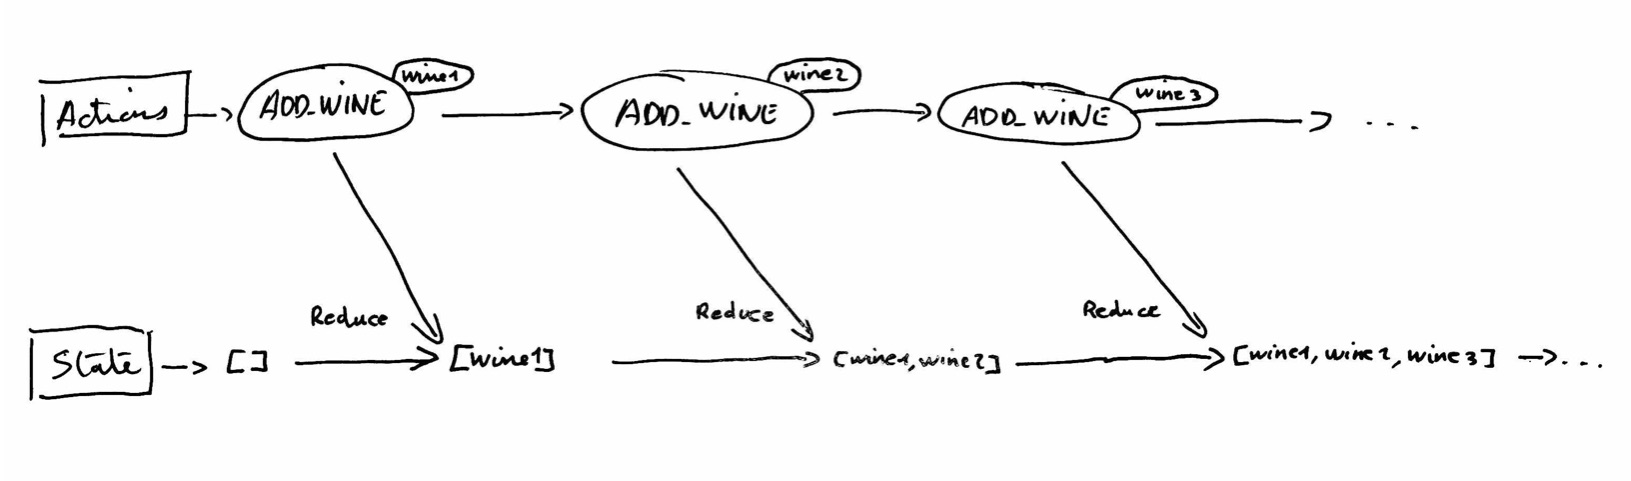 wine1 wine2 wine3
Actions ADD_WINE ADD_WINE ADD_WINE ...
Reduce Reduce Reduce
State [] [wine1] [wine1, wine2] [wine1, wine2, wine3] ...